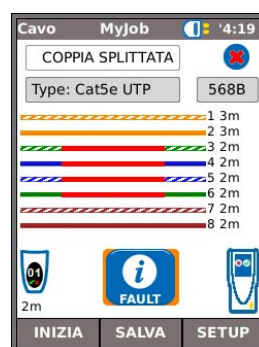 Cavo MyJob '4:19
COPPIA SPLITTATA
Type: Cat5e UTP 568B
1 3m
2 3m
3 2m
4 2m
5 2m
6 2m
7 2m
8 2m
01
i
FAULT
2m
INIZIA SALVA SETUP